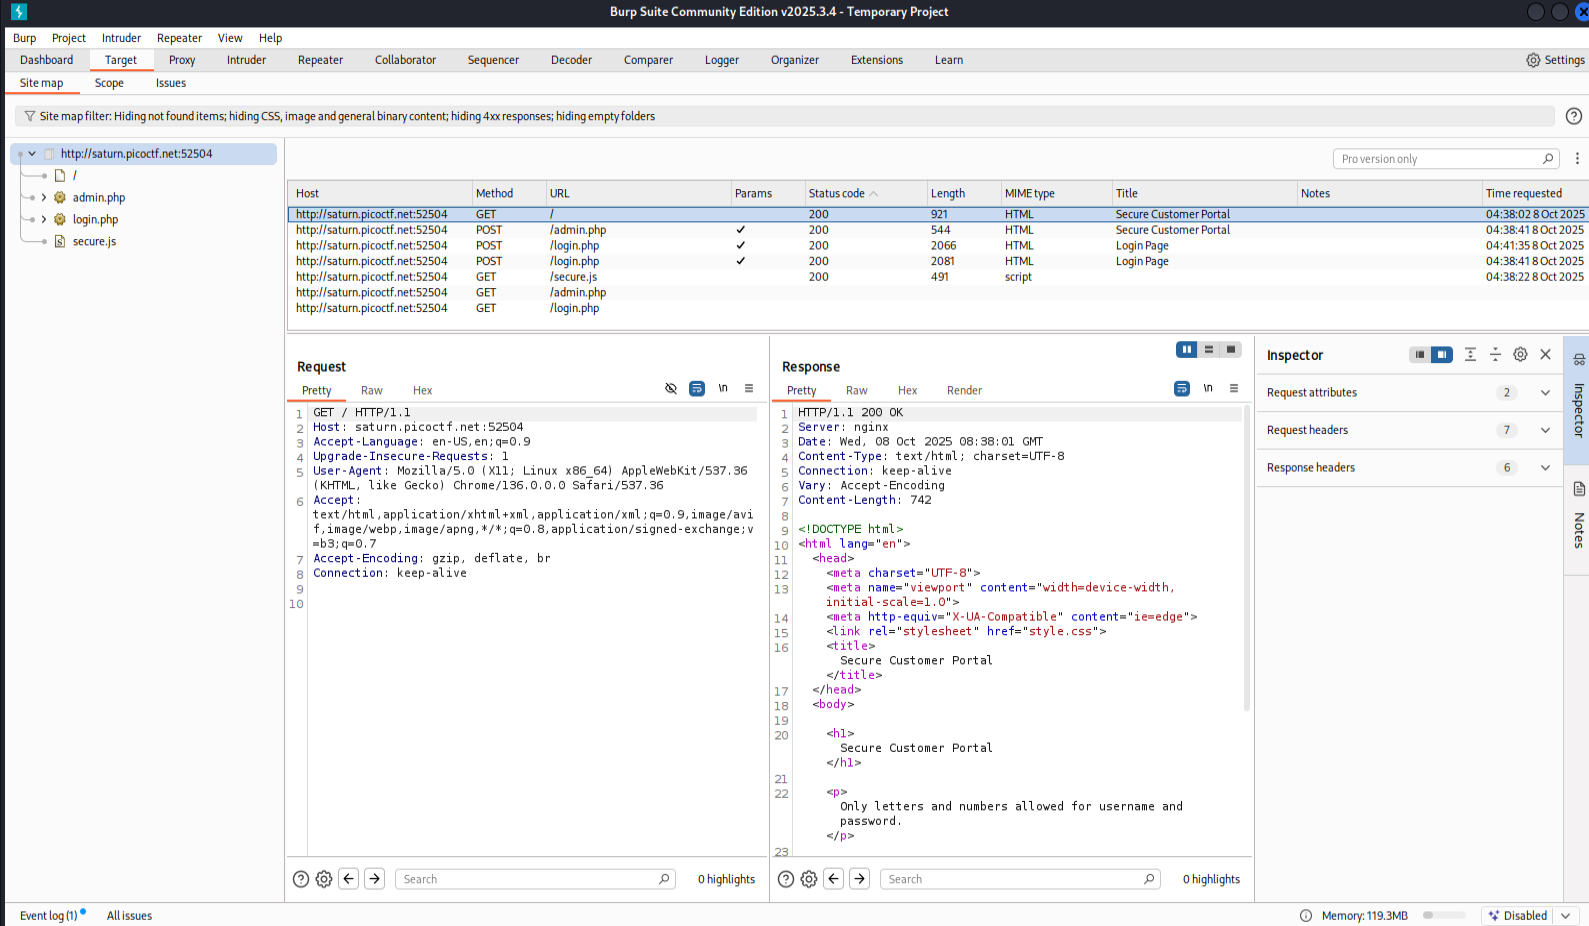 Burp Suite Community Edition v2025.3.4 - Temporary Project
Burp Project Intruder Repeater View Help
Dashboard Target Proxy Intruder Repeater Collaborator Sequencer Decoder Comparer Logger Organizer Extensions Learn Settings
Site map Scope Issues
Site map filter: Hiding not found items; hiding CSS, image and general binary content; hiding 4xx responses; hiding empty folders
http://saturn.picoctf.net:52504
/
admin.php
login.php
secure.js
Pro version only
Host Method URL Params Status code Length MIME type Title Notes Time requested
http://saturn.picoctf.net:52504 GET / 200 921 HTML Secure Customer Portal 04:38:02 8 Oct 2025
http://saturn.picoctf.net:52504 POST /admin.php ✓ 200 544 HTML Secure Customer Portal 04:38:41 8 Oct 2025
http://saturn.picoctf.net:52504 POST /login.php ✓ 200 2066 HTML Login Page 04:41:35 8 Oct 2025
http://saturn.picoctf.net:52504 POST /login.php ✓ 200 2081 HTML Login Page 04:38:41 8 Oct 2025
http://saturn.picoctf.net:52504 GET /secure.js 200 491 script 04:38:22 8 Oct 2025
http://saturn.picoctf.net:52504 GET /admin.php
http://saturn.picoctf.net:52504 GET /login.php
Request
Pretty Raw Hex \n
1 GET / HTTP/1.1
2 Host: saturn.picoctf.net:52504
3 Accept-Language: en-US,en;q=0.9
4 Upgrade-Insecure-Requests: 1
5 User-Agent: Mozilla/5.0 (X11; Linux x86_64) AppleWebKit/537.36
(KHTML, like Gecko) Chrome/136.0.0.0 Safari/537.36
6 Accept:
text/html,application/xhtml+xml,application/xml;q=0.9,image/avi
f,image/webp,image/apng,*/*;q=0.8,application/signed-exchange;v
=b3;q=0.7
7 Accept-Encoding: gzip, deflate, br
8 Connection: keep-alive
9
10
Search 0 highlights
Response
Pretty Raw Hex Render \n
1 HTTP/1.1 200 OK
2 Server: nginx
3 Date: Wed, 08 Oct 2025 08:38:01 GMT
4 Content-Type: text/html; charset=UTF-8
5 Connection: keep-alive
6 Vary: Accept-Encoding
7 Content-Length: 742
8
9 <!DOCTYPE html>
10 <html lang="en">
11 <head>
12 <meta charset="UTF-8">
13 <meta name="viewport" content="width=device-width,
initial-scale=1.0">
14 <meta http-equiv="X-UA-Compatible" content="ie=edge">
15 <link rel="stylesheet" href="style.css">
16 <title>
Secure Customer Portal
</title>
17 </head>
18 <body>
19
20 <h1>
Secure Customer Portal
</h1>
21
22 <p>
Only letters and numbers allowed for username and
password.
</p>
23
Search 0 highlights
Inspector
Request attributes 2
Request headers 7
Response headers 6
Inspector
Notes
Event log (1) All issues Memory: 119.3MB Disabled